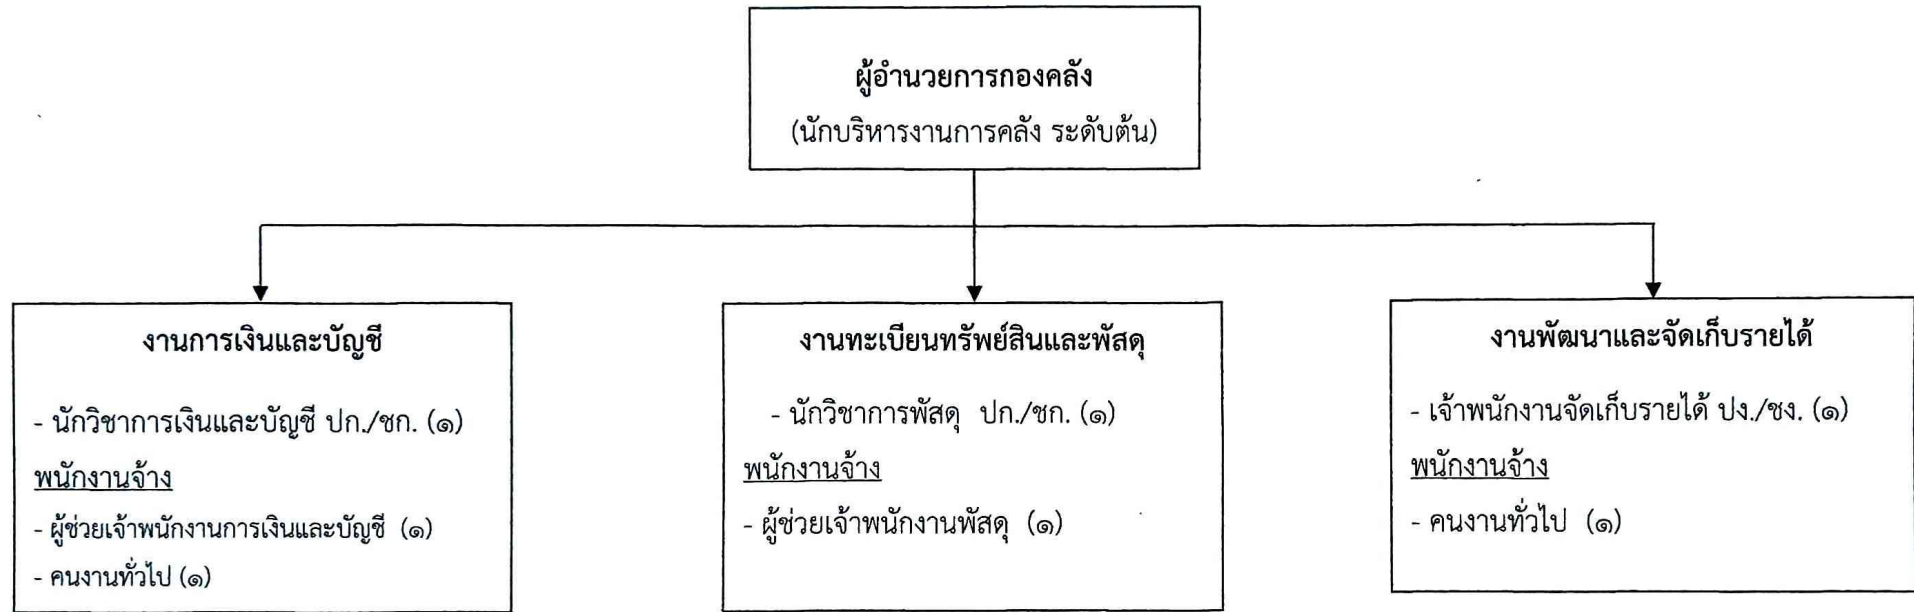 ผู้อำนวยการกองคลัง
(นักบริหารงานการคลัง ระดับต้น)
งานการเงินและบัญชี
- นักวิชาการเงินและบัญชี ปก./ชก. (๑)
พนักงานจ้าง
- ผู้ช่วยเจ้าพนักงานการเงินและบัญชี (๑)
- คนงานทั่วไป (๑)
งานทะเบียนทรัพย์สินและพัสดุ
- นักวิชาการพัสดุ ปก./ชก. (๑)
พนักงานจ้าง
- ผู้ช่วยเจ้าพนักงานพัสดุ (๑)
งานพัฒนาและจัดเก็บรายได้
- เจ้าพนักงานจัดเก็บรายได้ ปง./ชง. (๑)
พนักงานจ้าง
- คนงานทั่วไป (๑)